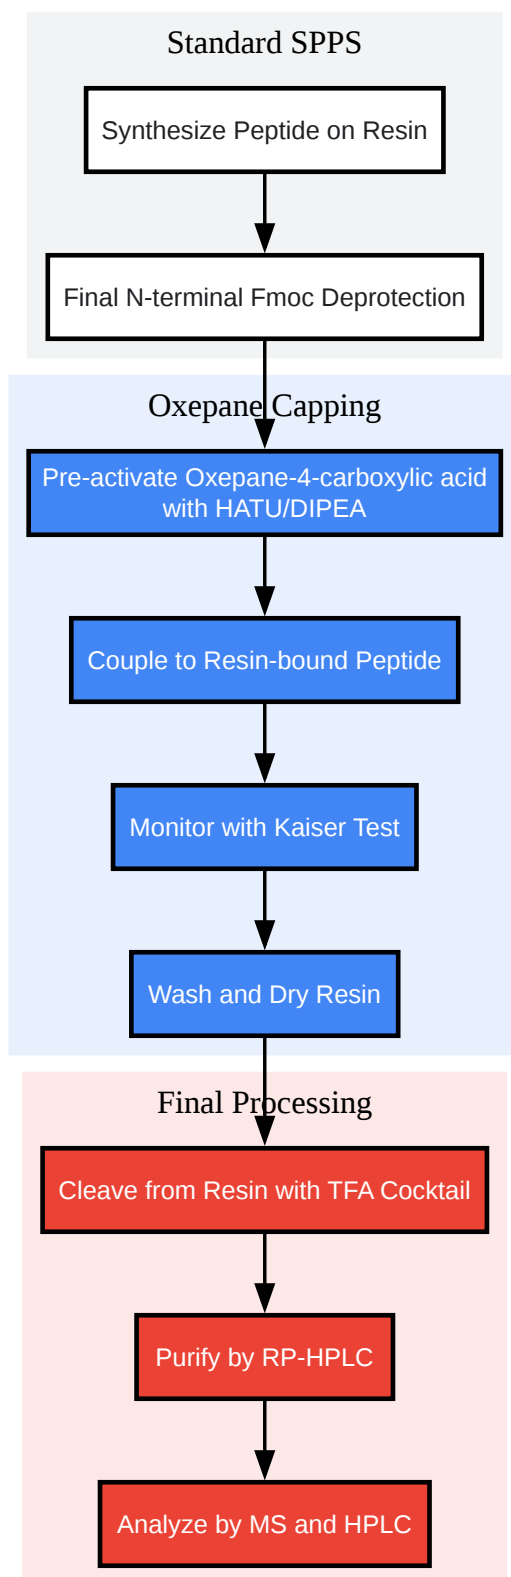 Standard SPPS
Synthesize Peptide on Resin
Final N-terminal Fmoc Deprotection
Oxepane Capping
Pre-activate Oxepane-4-carboxylic acid
with HATU/DIPEA
Couple to Resin-bound Peptide
Monitor with Kaiser Test
Wash and Dry Resin
Final Processing
Cleave from Resin with TFA Cocktail
Purify by RP-HPLC
Analyze by MS and HPLC